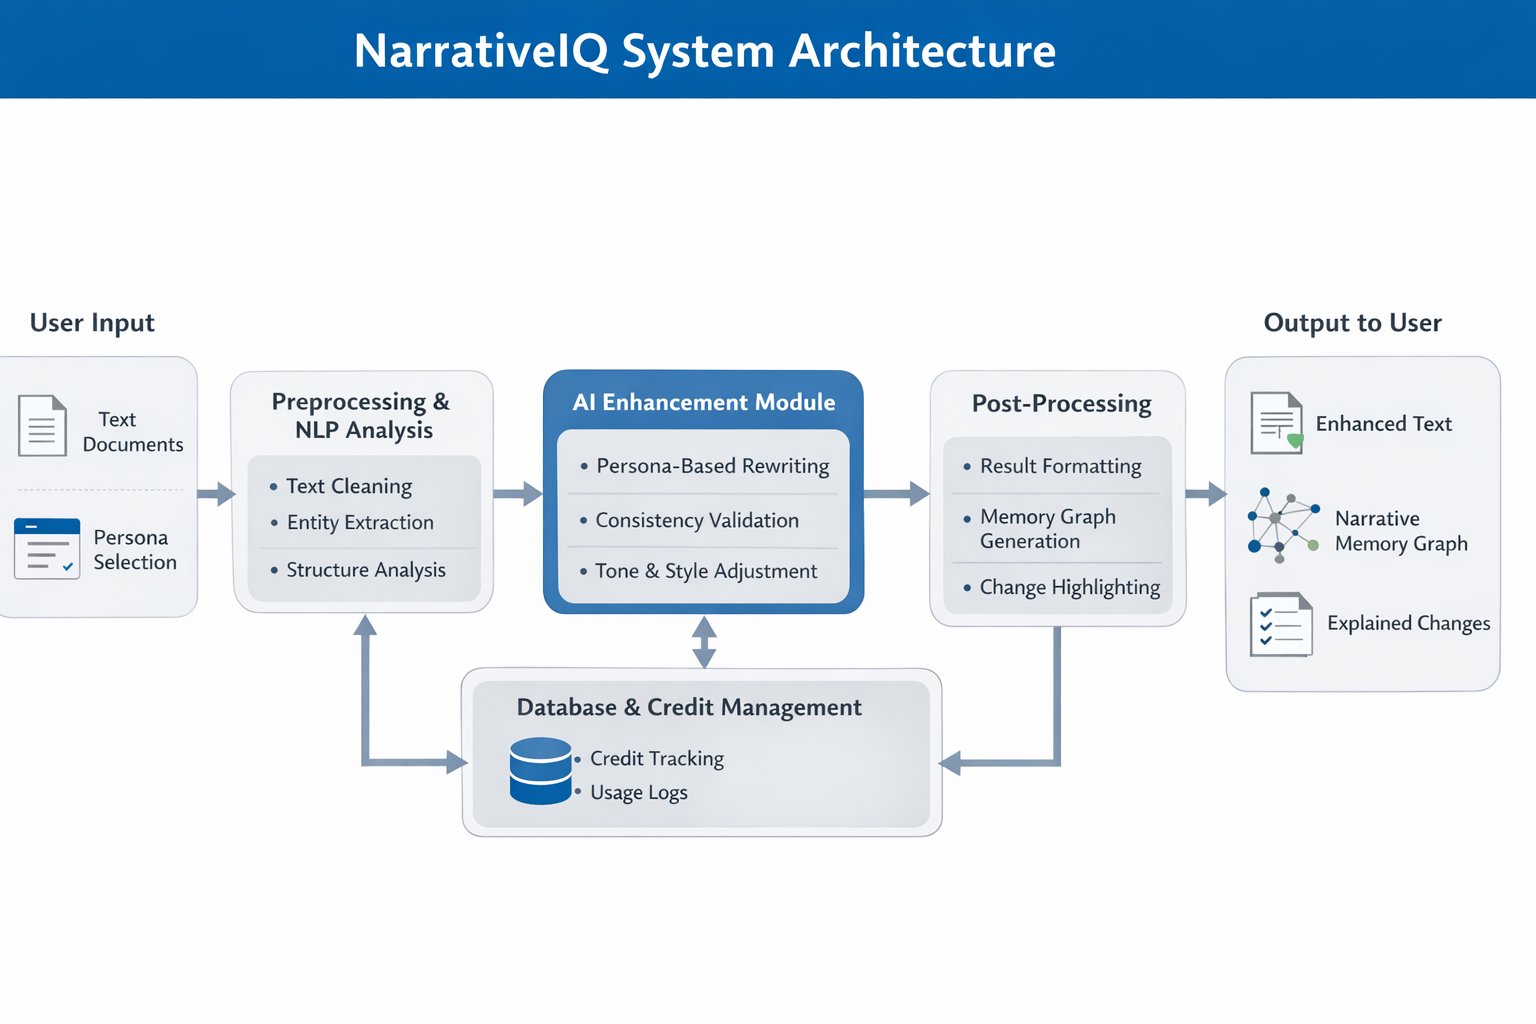 NarrativeIQ System Architecture
User Input
Text
Documents
Persona
Selection
Preprocessing &
NLP Analysis
• Text Cleaning
• Entity Extraction
• Structure Analysis
AI Enhancement Module
• Persona-Based Rewriting
• Consistency Validation
• Tone & Style Adjustment
Post-Processing
• Result Formatting
• Memory Graph
Generation
• Change Highlighting
Output to User
Enhanced Text
Narrative
Memory Graph
Explained Changes
Database & Credit Management
• Credit Tracking
• Usage Logs